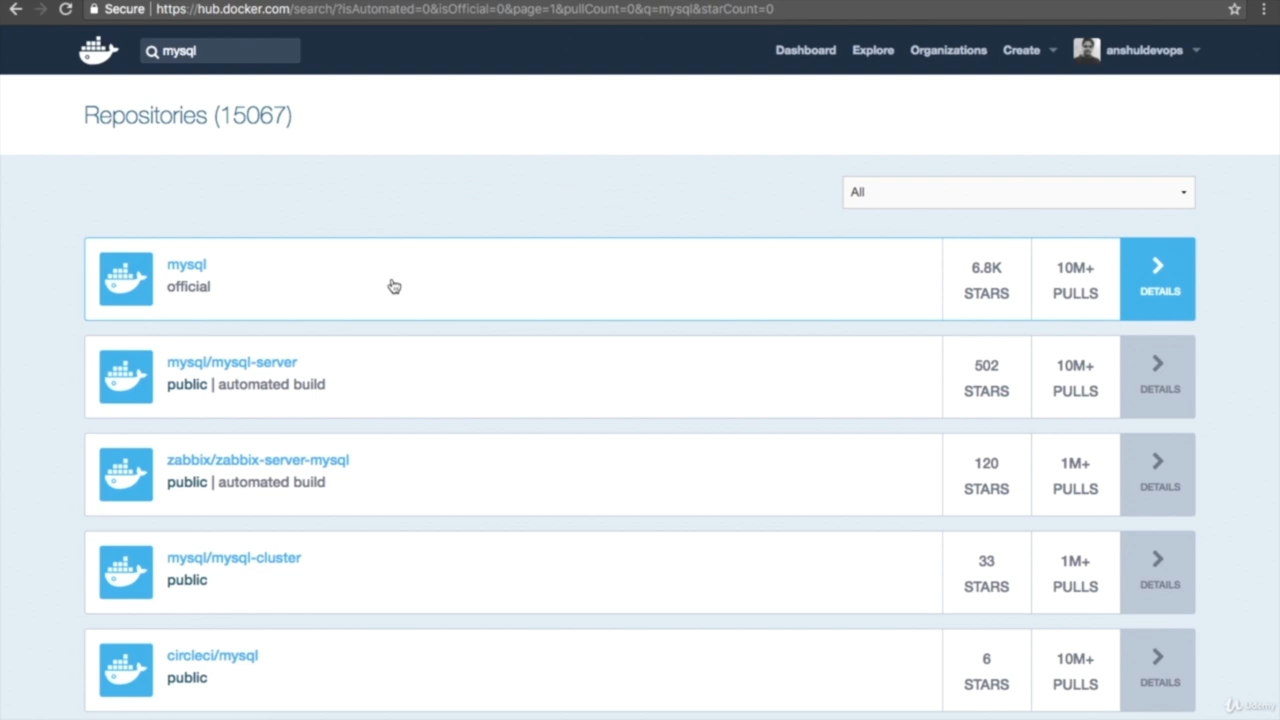 Secure | https://hub.docker.com/search/?isAutomated=0&isOfficial=0&page=1&pullCount=0&q=mysql&starCount=0
mysql
Dashboard Explore Organizations Create anshuldevops
Repositories (15067)
All
mysql
official
6.8K
STARS
10M+
PULLS
DETAILS
mysql/mysql-server
public | automated build
502
STARS
10M+
PULLS
DETAILS
zabbix/zabbix-server-mysql
public | automated build
120
STARS
1M+
PULLS
DETAILS
mysql/mysql-cluster
public
33
STARS
1M+
PULLS
DETAILS
circleci/mysql
public
6
STARS
10M+
PULLS
DETAILS
Udemy